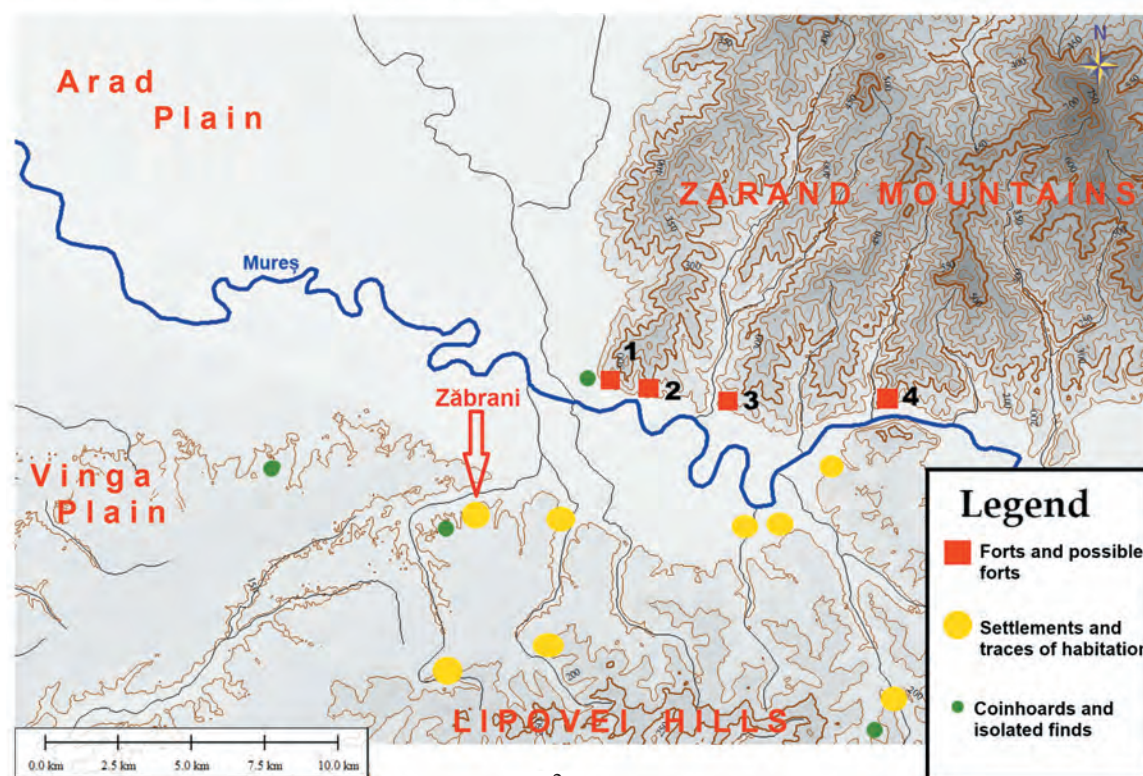 Arad
Plain
N
ZARAND MOUNTAINS
Mureș
1
2
3
4
Zăbrani
Vinga
Plain
LIPOVEI HILLS
Legend
Forts and possible
forts
Settlements and
traces of habitation
Coinhoards and
isolated finds
0.0 km
2.5 km
5.0 km
7.5 km
10.0 km